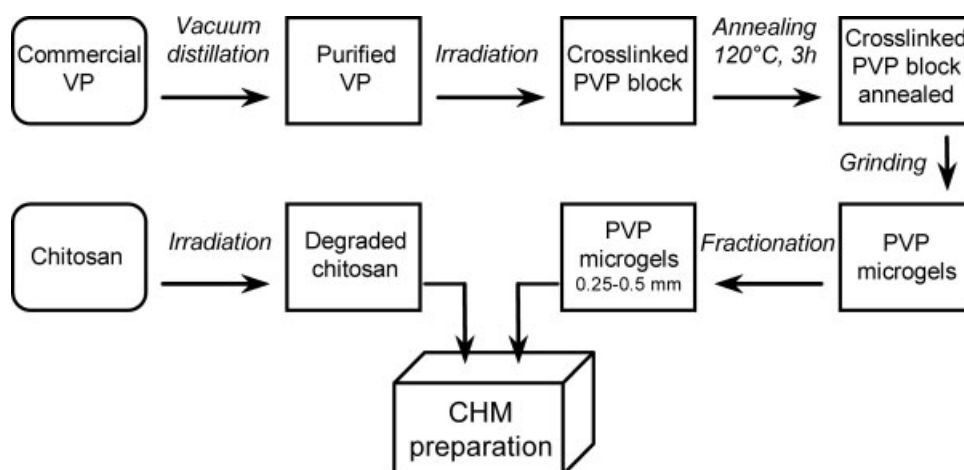 Commercial
VP
Vacuum
distillation
Purified
VP
Irradiation
Crosslinked
PVP block
Annealing
120°C, 3h
Crosslinked
PVP block
annealed
Grinding
Chitosan
Irradiation
Degraded
chitosan
PVP
microgels
0.25-0.5 mm
Fractionation
PVP
microgels
CHM
preparation